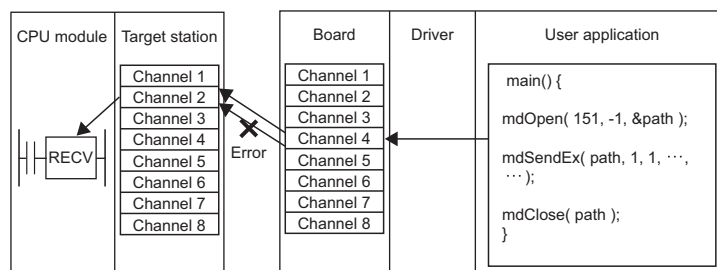 CPU module
Target station
Board
Driver
User application
Channel 1
Channel 2
Channel 3
Channel 4
Channel 5
Channel 6
Channel 7
Channel 8
RECV
Error
Channel 1
Channel 2
Channel 3
Channel 4
Channel 5
Channel 6
Channel 7
Channel 8
main() {
mdOpen( 151, -1, &path );
mdSendEx( path, 1, 1, ···,
··· );
mdClose( path );
}